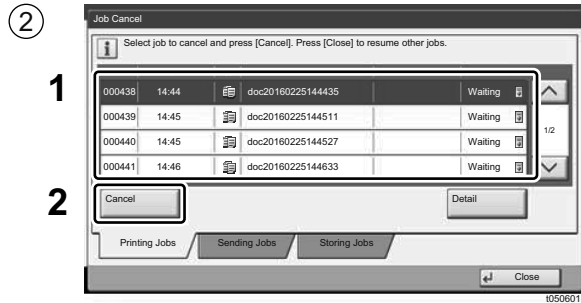 2
Job Cancel
i Select job to cancel and press [Cancel]. Press [Close] to resume other jobs.
1
000438 14:44 doc20160225144435 Waiting
000439 14:45 doc20160225144511 Waiting
1/2
000440 14:45 doc20160225144527 Waiting
000441 14:46 doc20160225144633 Waiting
2
Cancel Detail
Printing Jobs Sending Jobs Storing Jobs
Close
t050601